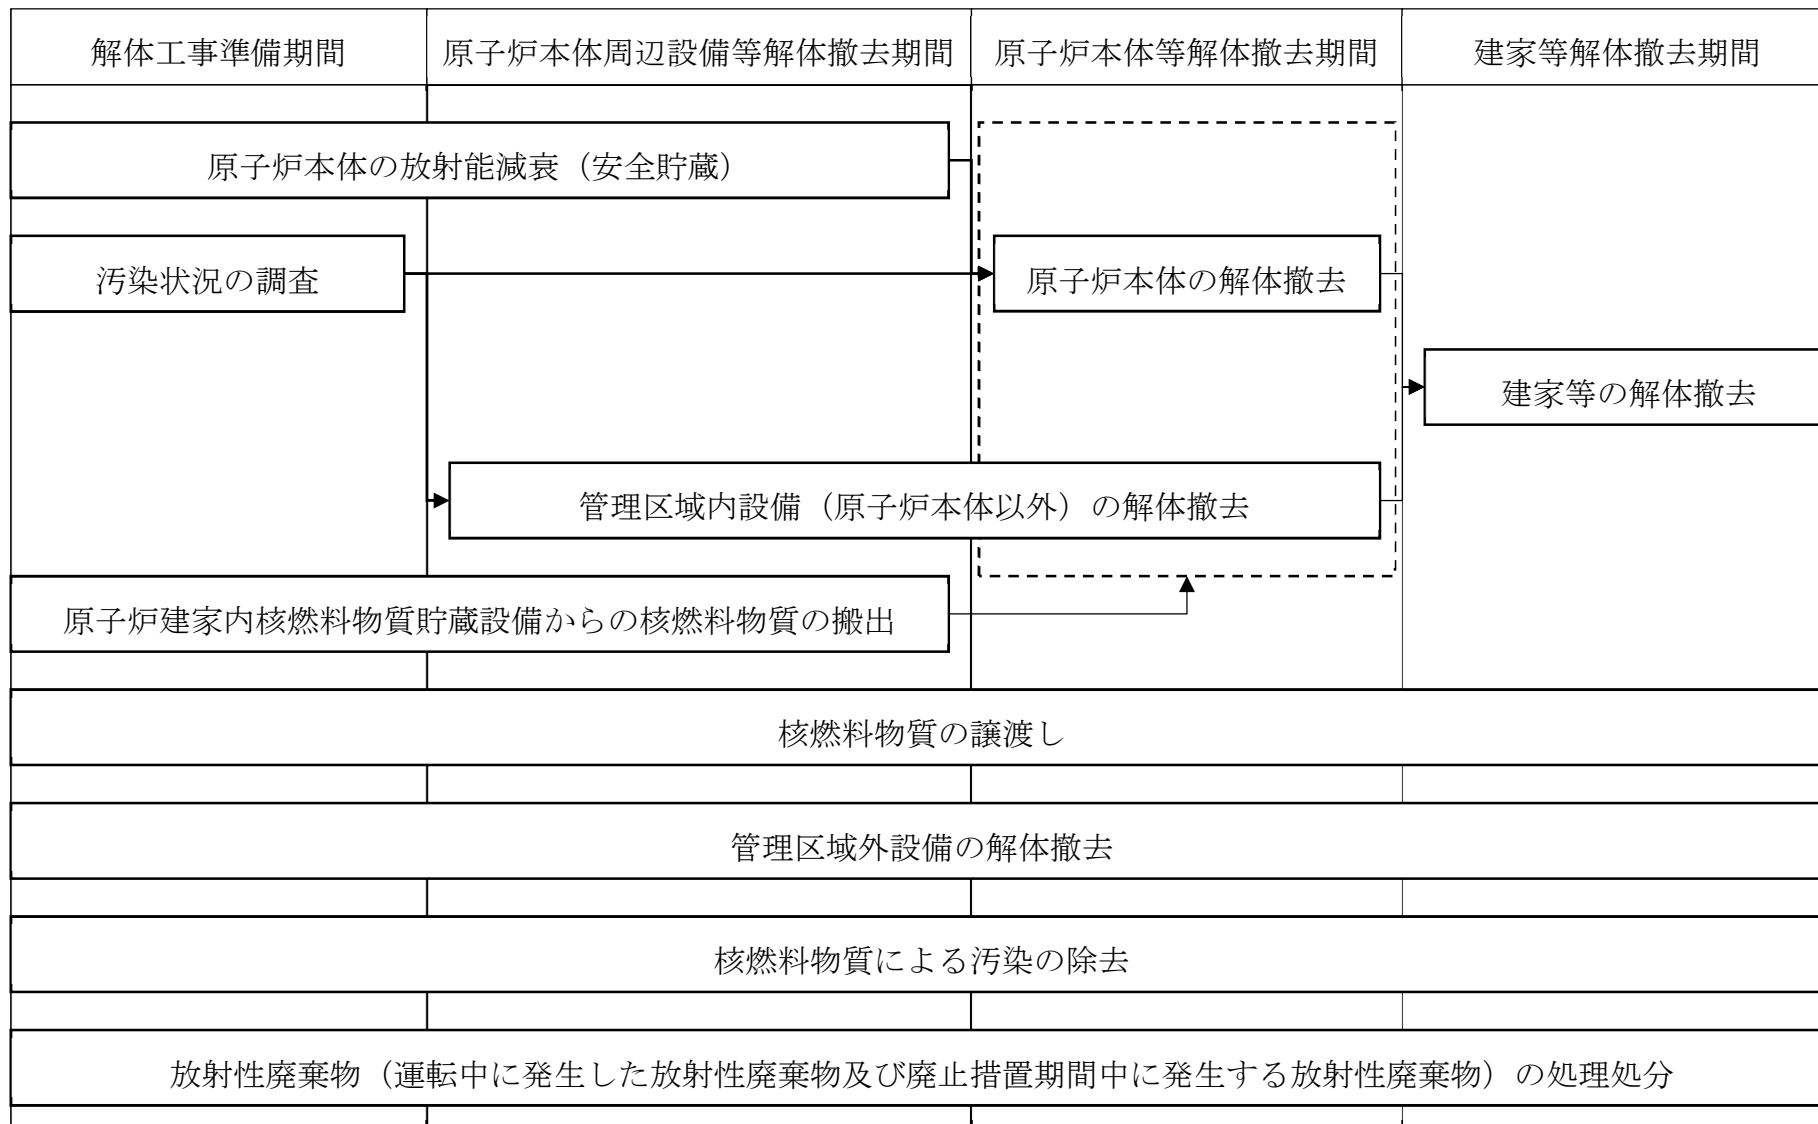 解体工事準備期間
原子炉本体周辺設備等解体撤去期間
原子炉本体等解体撤去期間
建家等解体撤去期間
原子炉本体の放射能減衰（安全貯蔵）
汚染状況の調査
原子炉本体の解体撤去
建家等の解体撤去
管理区域内設備（原子炉本体以外）の解体撤去
原子炉建家内核燃料物質貯蔵設備からの核燃料物質の搬出
核燃料物質の譲渡し
管理区域外設備の解体撤去
核燃料物質による汚染の除去
放射性廃棄物（運転中に発生した放射性廃棄物及び廃止措置期間中に発生する放射性廃棄物）の処理処分